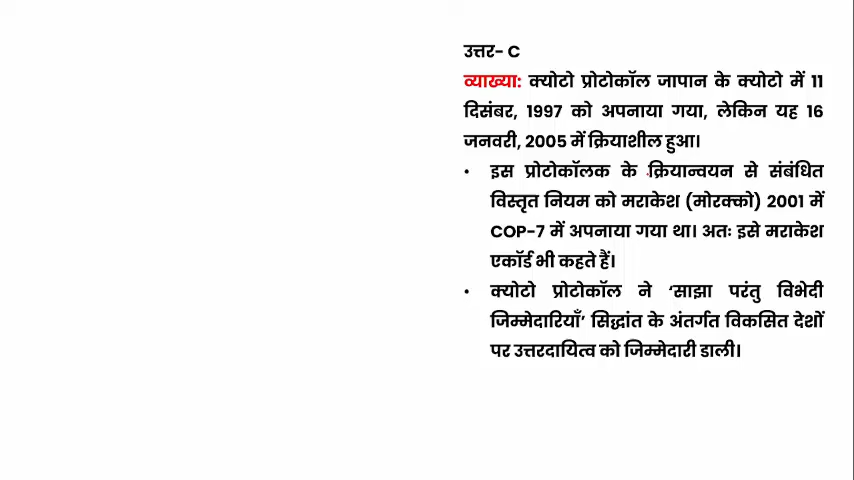 उत्तर- C
व्याख्या: क्योटो प्रोटोकॉल जापान के क्योटो में 11
दिसंबर, 1997 को अपनाया गया, लेकिन यह 16
जनवरी, 2005 में क्रियाशील हुआ।
• इस प्रोटोकॉलक के क्रियान्वयन से संबंधित
विस्तृत नियम को मराकेश (मोरक्को) 2001 में
COP-7 में अपनाया गया था। अतः इसे मराकेश
एकॉर्ड भी कहते हैं।
• क्योटो प्रोटोकॉल ने ‘साझा परंतु विभेदी
जिम्मेदारियाँ’ सिद्धांत के अंतर्गत विकसित देशों
पर उत्तरदायित्व को जिम्मेदारी डाली।